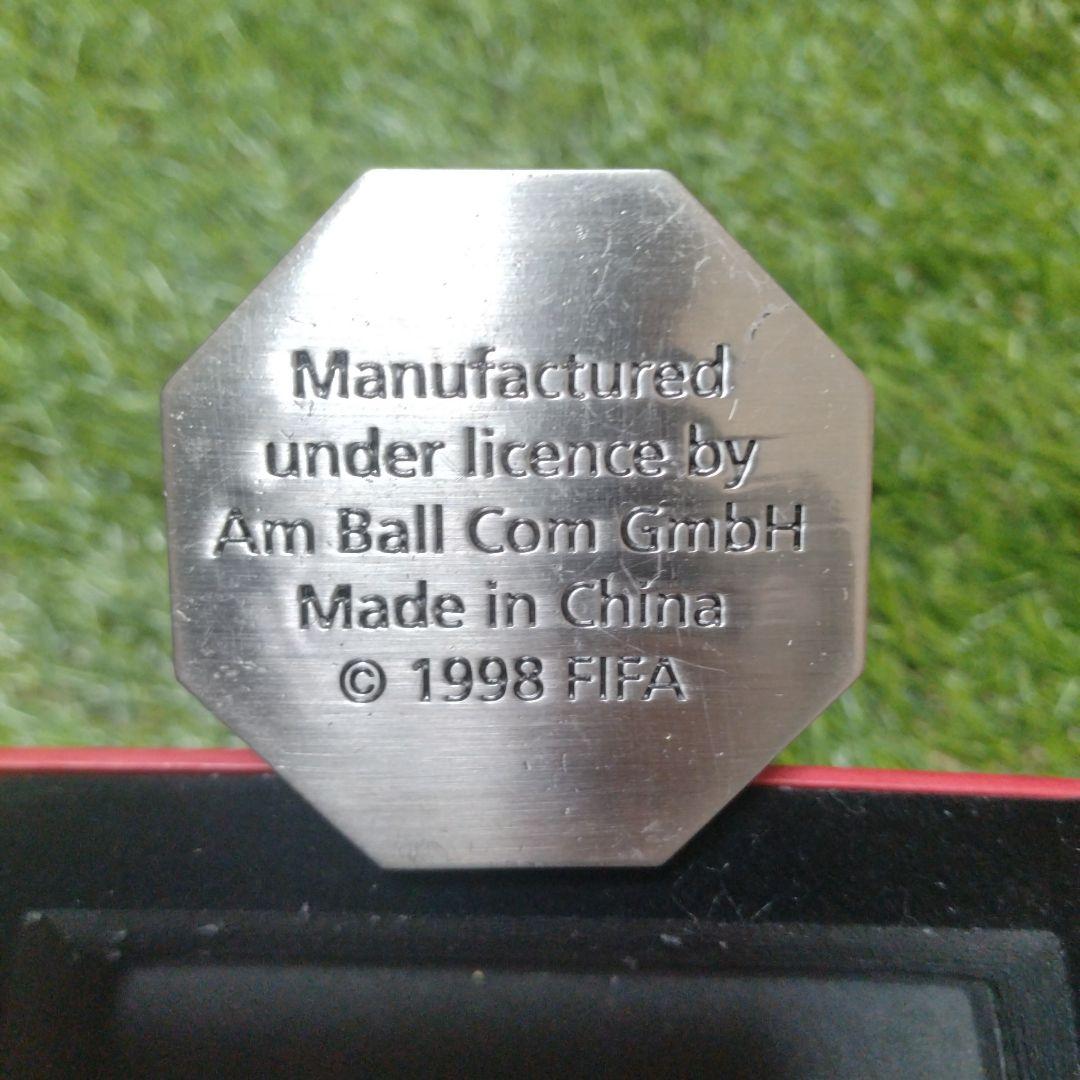 Manufactured
under licence by
Am Ball Com GmbH
Made in China
© 1998 FIFA